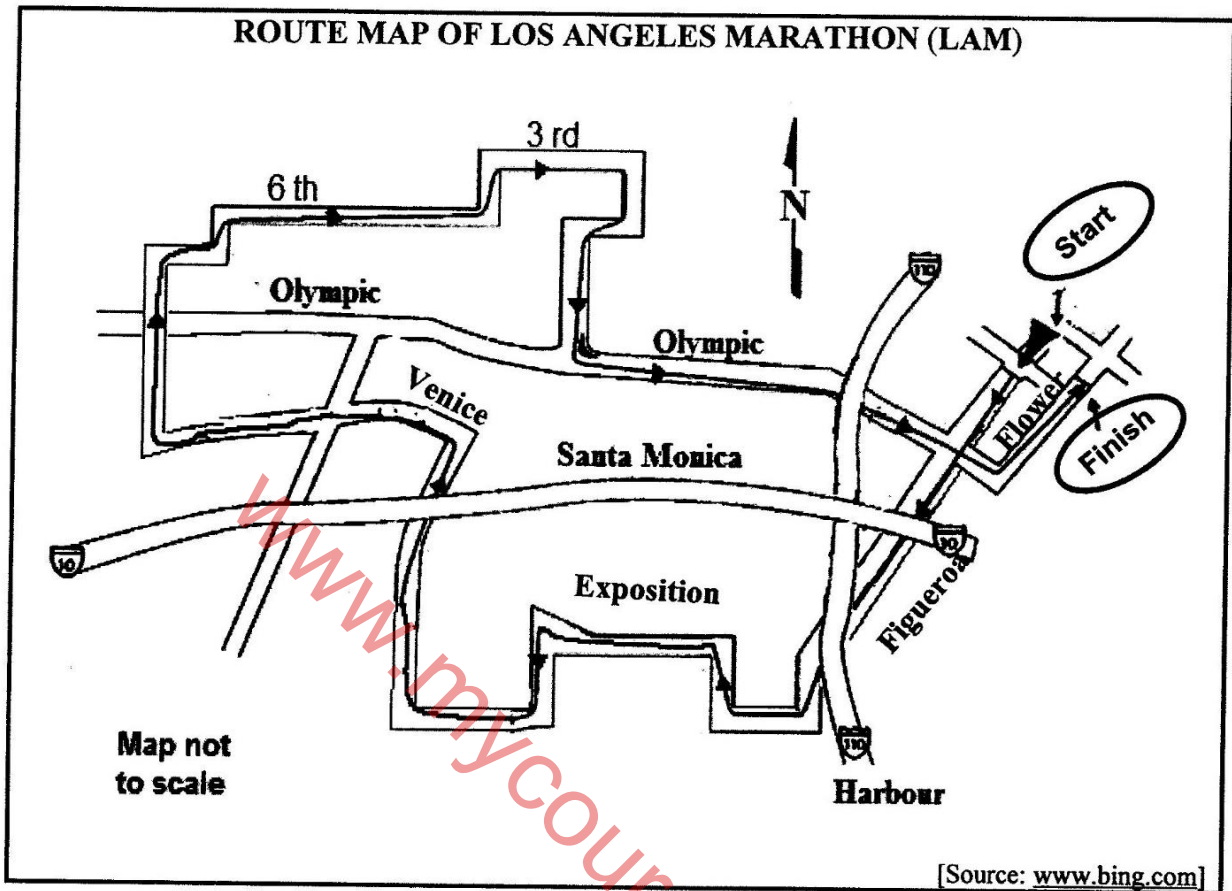 ROUTE MAP OF LOS ANGELES MARATHON (LAM)
3 rd
6 th
N
Start
110
Olympic
Olympic
Venice
Flower
Finish
Santa Monica
10
10
Exposition
Figueroa
Map not
to scale
110
Harbour
[Source: www.bing.com]
www.mycour